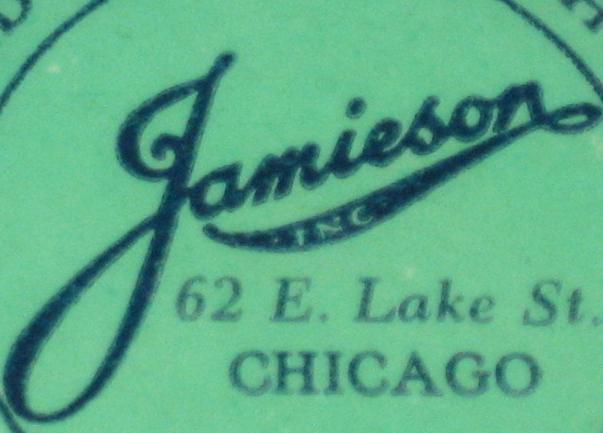 Jamieson
INC.
62 E. Lake St.
CHICAGO